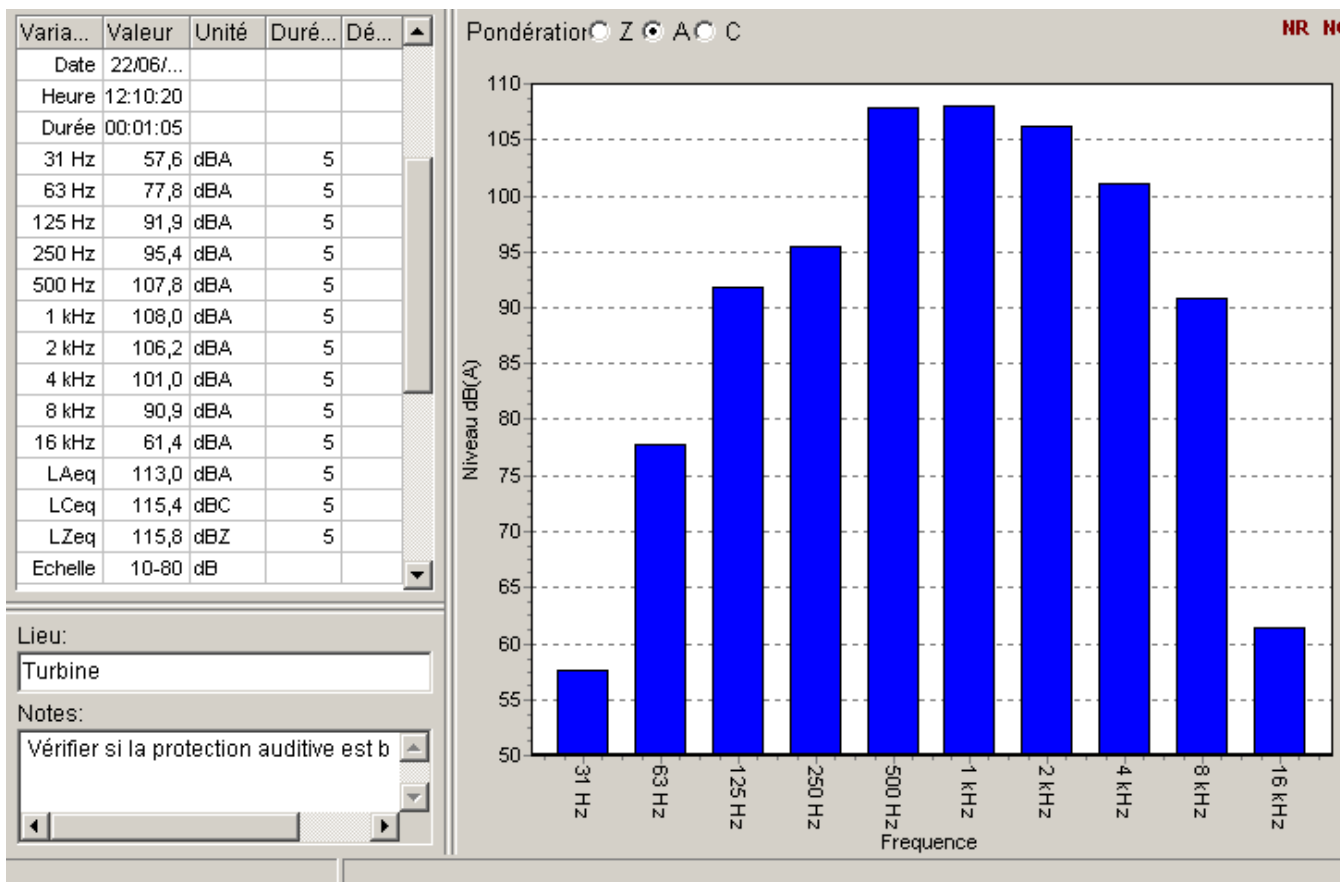 Varia... Valeur Unité Duré... Dé...
Date 22/06/...
Heure 12:10:20
Durée 00:01:05
31 Hz 57,6 dBA 5
63 Hz 77,8 dBA 5
125 Hz 91,9 dBA 5
250 Hz 95,4 dBA 5
500 Hz 107,8 dBA 5
1 kHz 108,0 dBA 5
2 kHz 106,2 dBA 5
4 kHz 101,0 dBA 5
8 kHz 90,9 dBA 5
16 kHz 61,4 dBA 5
LAeq 113,0 dBA 5
LCeq 115,4 dBC 5
LZeq 115,8 dBZ 5
Echelle 10-80 dB
Lieu:
Turbine
Notes:
Vérifier si la protection auditive est b
Pondération Z A C
NR
110
105
100
95
90
85
80
75
70
65
60
55
50
Niveau dB(A)
31 Hz 63 Hz 125 Hz 250 Hz 500 Hz 1 kHz 2 kHz 4 kHz 8 kHz 16 kHz
Frequence